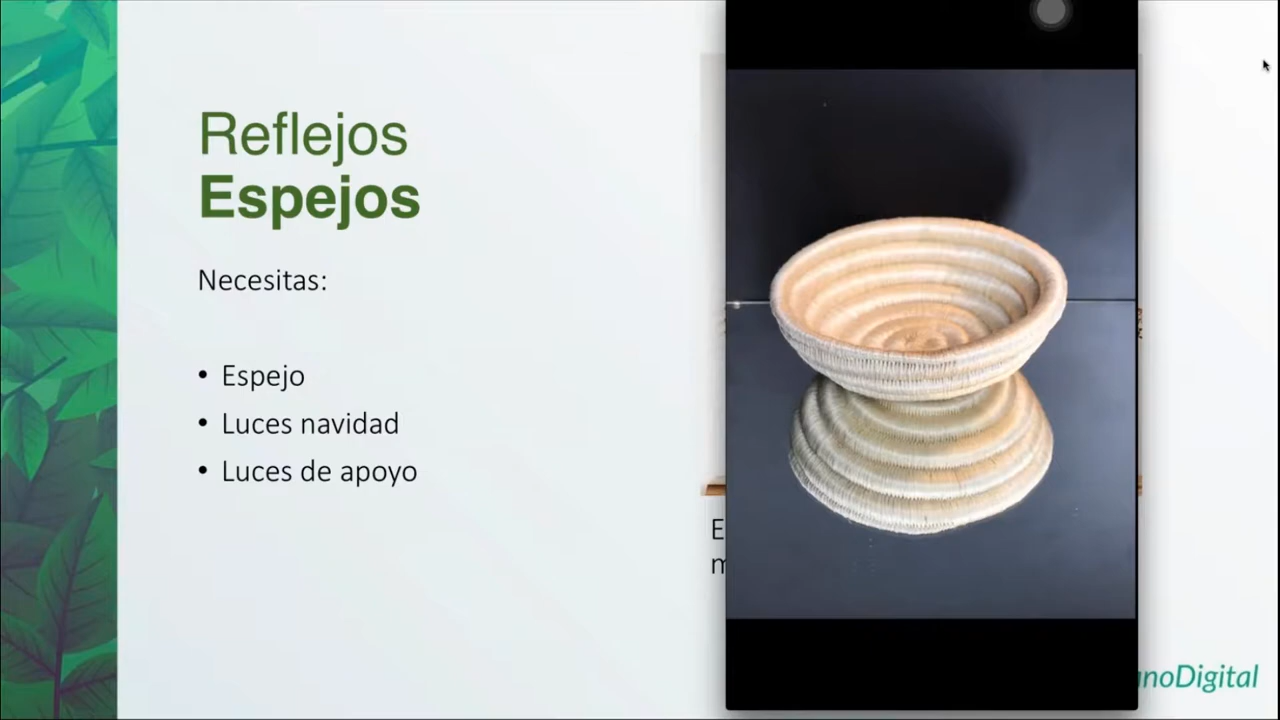 Reflejos
Espejos
Necesitas:
• Espejo
• Luces navidad
• Luces de apoyo